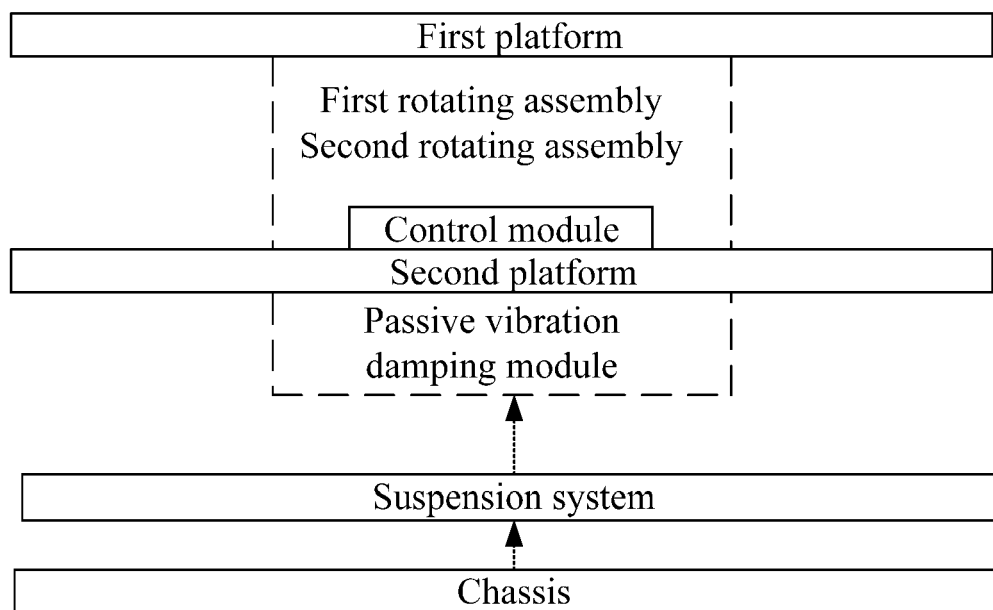 First platform
First rotating assembly
Second rotating assembly
Control module
Second platform
Passive vibration
damping module
Suspension system
Chassis